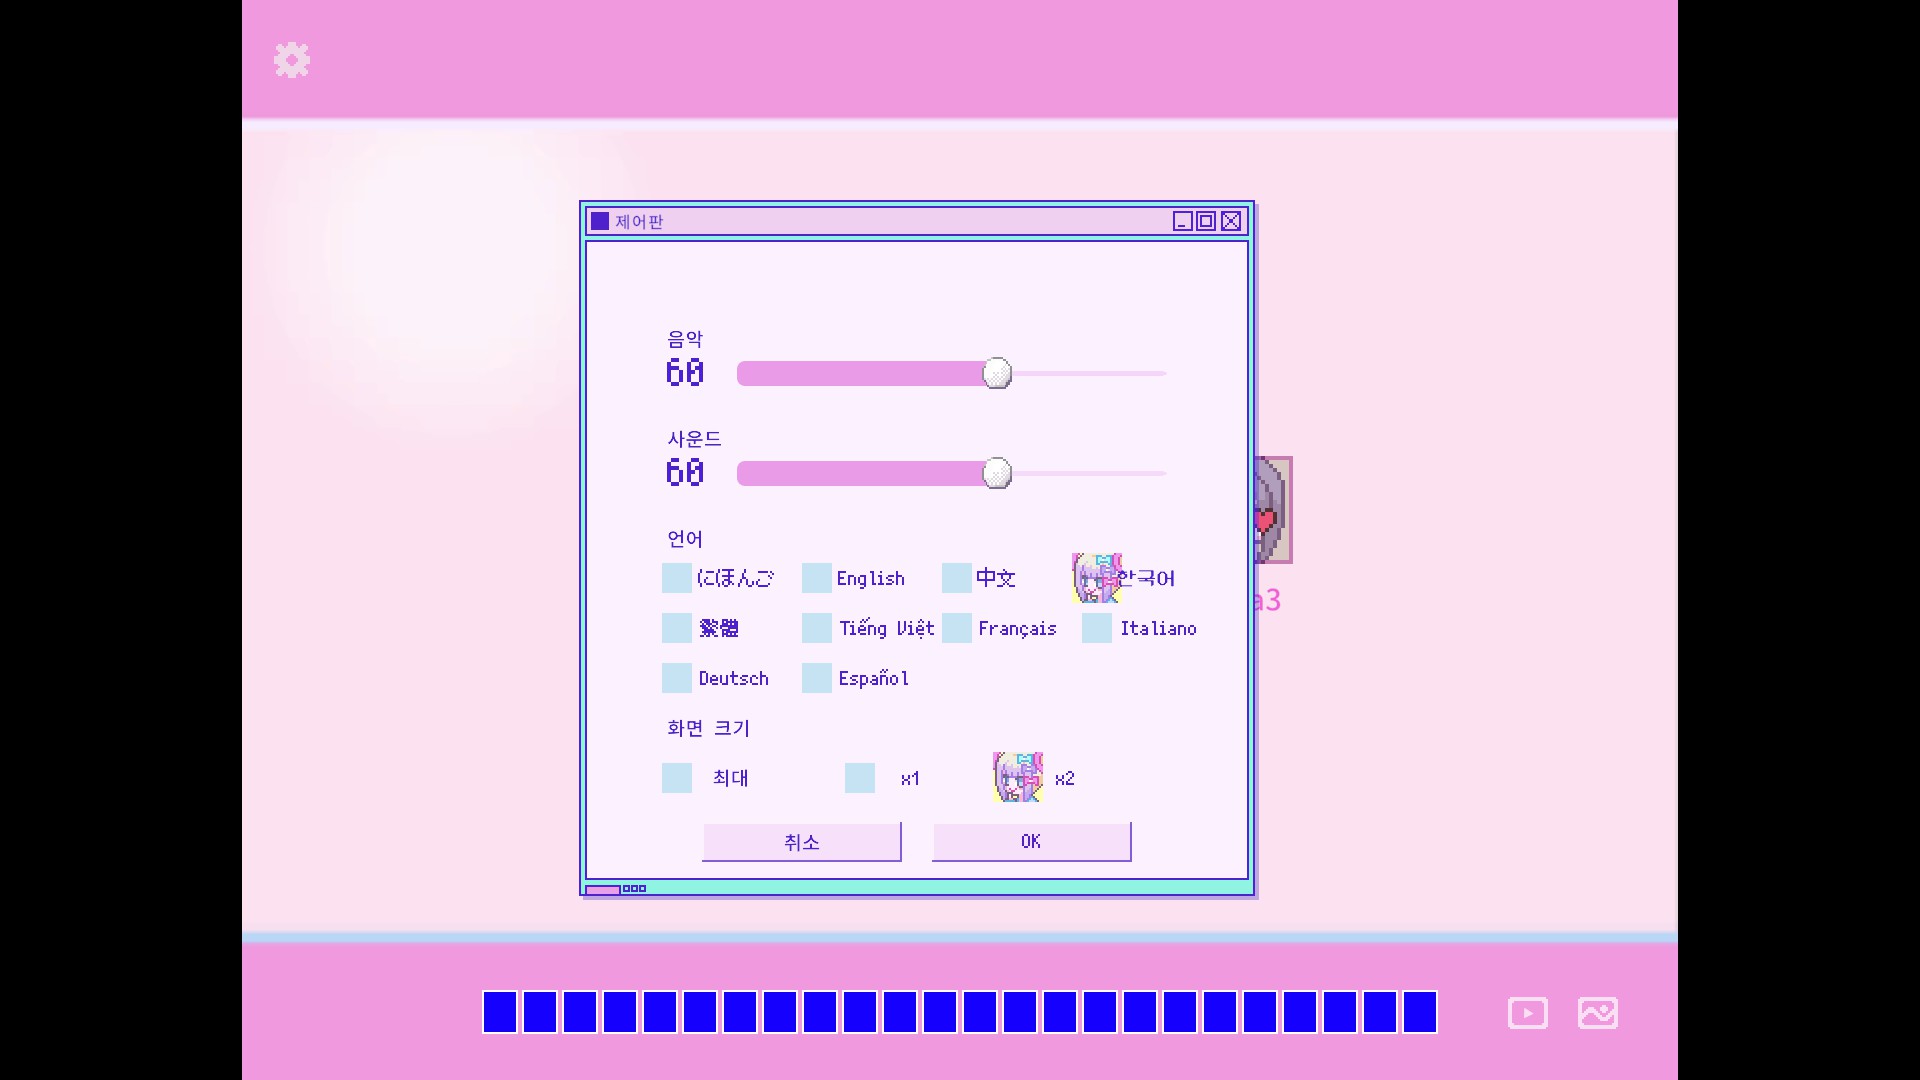 제어판
음악
60
사운드
60
언어
にほんご English 中文 한국어
繁體 Tiếng Việt Français Italiano
Deutsch Español
a3
화면 크기
최대 x1 x2
취소 OK